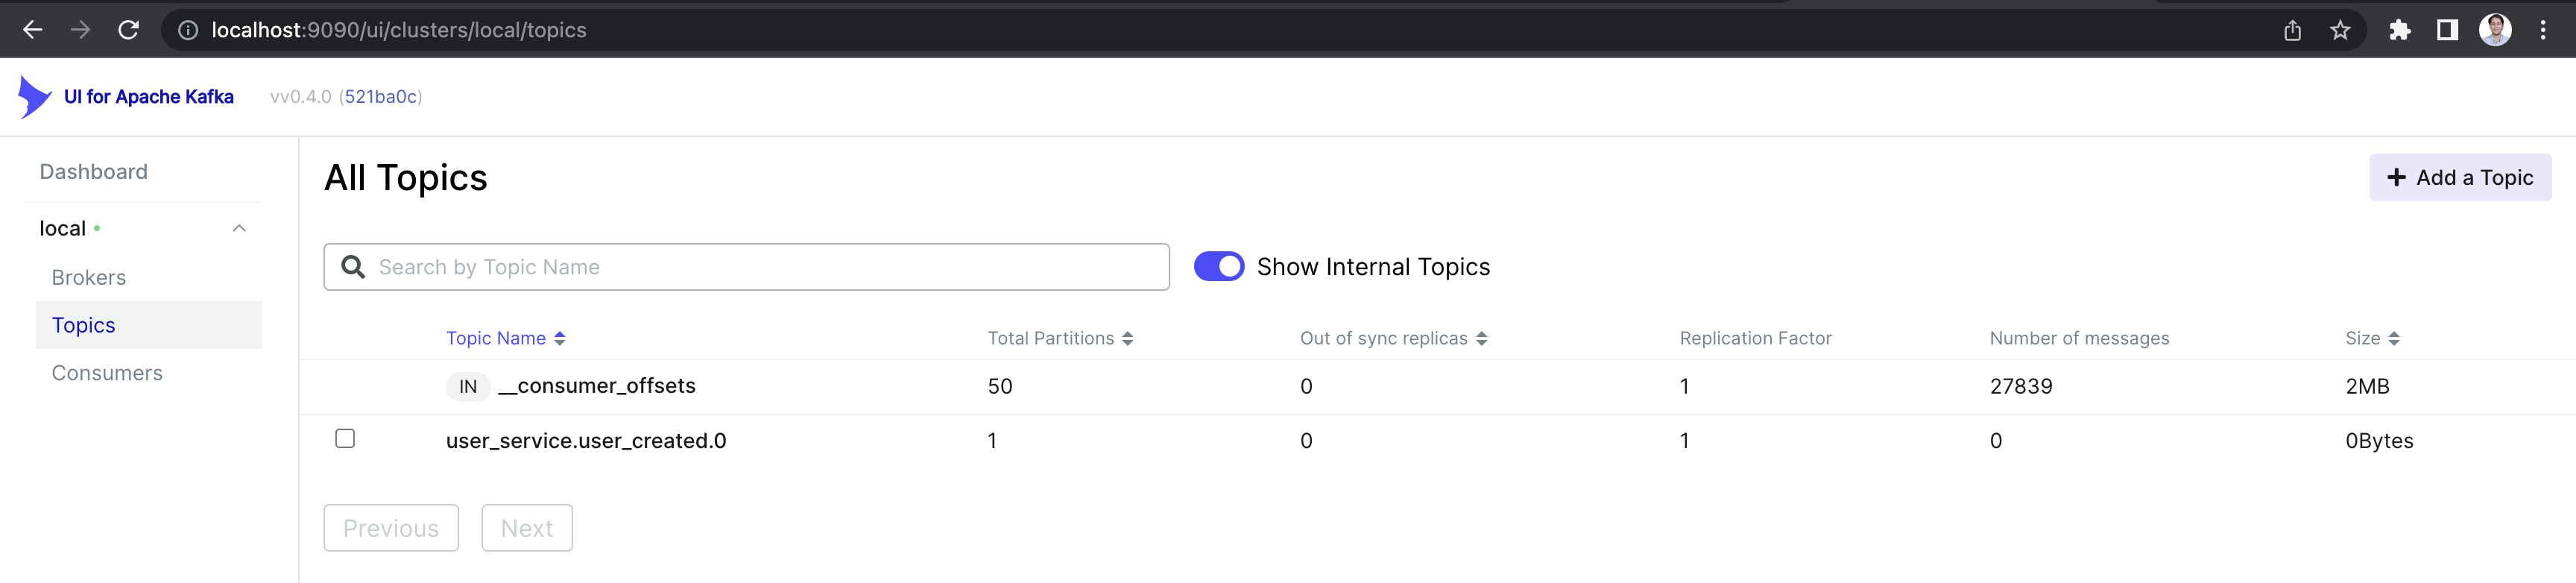 localhost:9090/ui/clusters/local/topics
UI for Apache Kafka vv0.4.0 (521ba0c)
Dashboard
local
Brokers
Topics
Consumers
All Topics
Add a Topic
Search by Topic Name
Show Internal Topics
Topic Name Total Partitions Out of sync replicas Replication Factor Number of messages Size
IN __consumer_offsets 50 0 1 27839 2MB
user_service.user_created.0 1 0 1 0 0Bytes
Previous Next